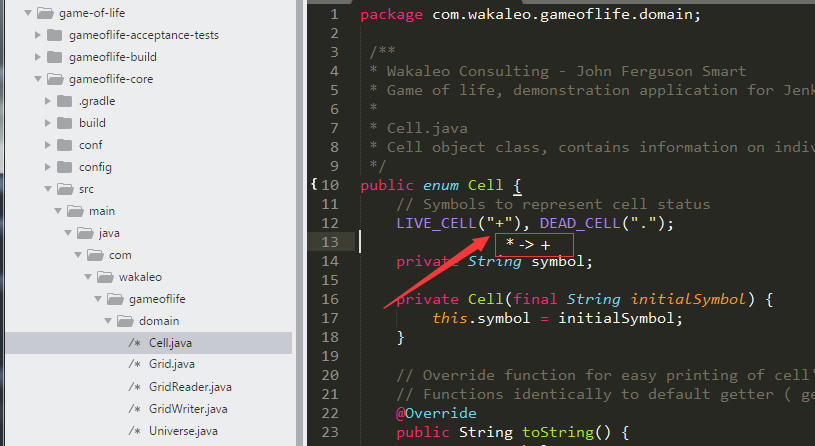 game-of-life
gameoflife-acceptance-tests
gameoflife-build
gameoflife-core
.gradle
build
conf
config
src
main
java
com
wakaleo
gameoflife
domain
/* Cell.java
/* Grid.java
/* GridReader.java
/* GridWriter.java
/* Universe.java
1 package com.wakaleo.gameoflife.domain;
2
3 /**
4 * Wakaleo Consulting - John Ferguson Smart
5 * Game of life, demonstration application for Jen
6 *
7 * Cell.java
8 * Cell object class, contains information on indiv
9 */
10 public enum Cell {
11 // Symbols to represent cell status
12 LIVE_CELL("+"), DEAD_CELL(".");
13 * -> +
14 private String symbol;
15
16 private Cell(final String initialSymbol) {
17 this.symbol = initialSymbol;
18 }
19
20 // Override function for easy printing of cell'
21 // Functions identically to default getter ( ge
22 @Override
23 public String toString() {